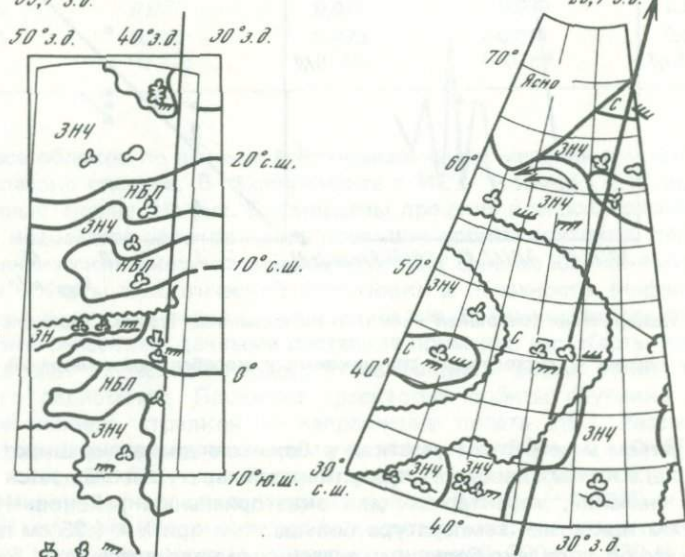 50° з.д. 40° з.д. 30° з.д.
ЗНЧ
20° с.ш.
НБЛ
ЗНЧ
НБЛ
10° с.ш.
ЗН
0°
НБЛ
ЗНЧ
10° ю.ш.
70°
Ясно
С
60°
ЗНЧ
ЗНЧ
50°
ЗНЧ
С
С
40°
ЗНЧ
30°
с.ш.
ЗНЧ
ЗНЧ
40°
30° з.д.